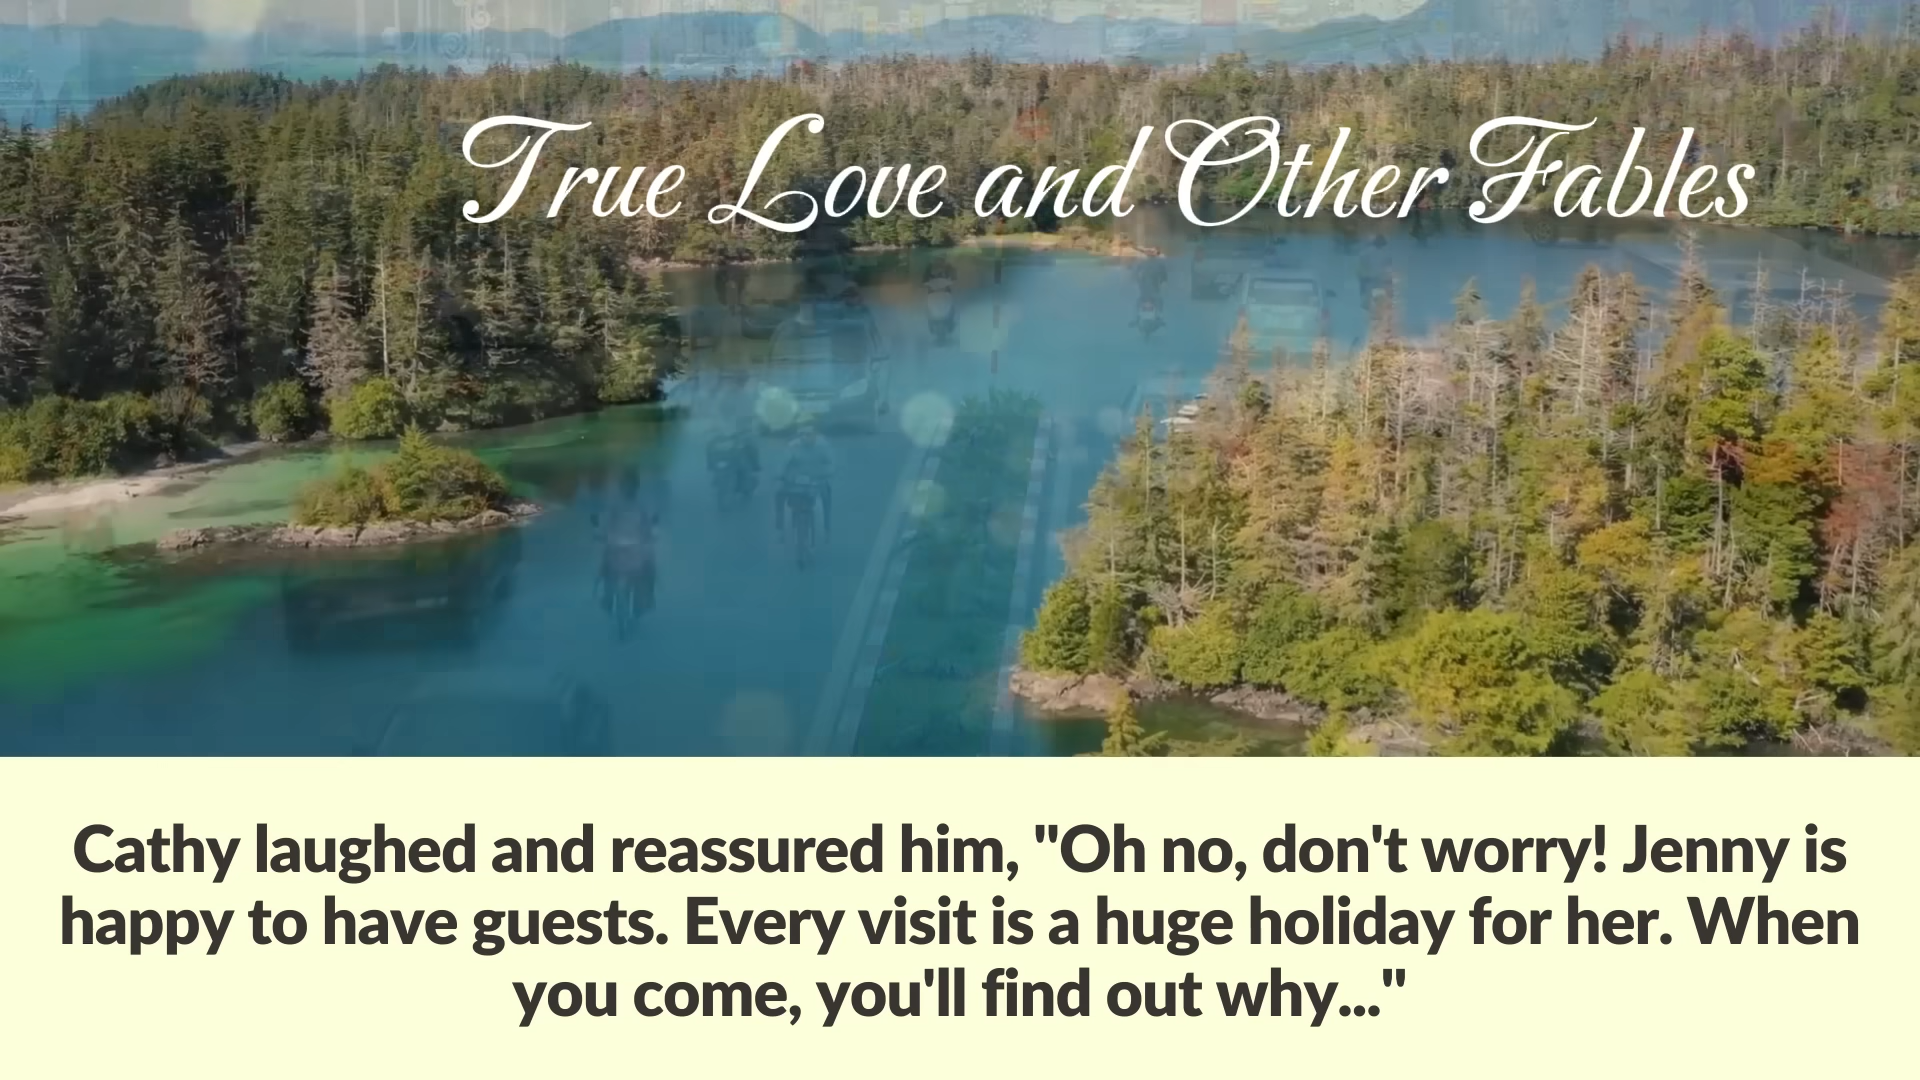 True Love and Other Fables
Cathy laughed and reassured him, "Oh no, don't worry! Jenny is
happy to have guests. Every visit is a huge holiday for her. When
you come, you'll find out why..."